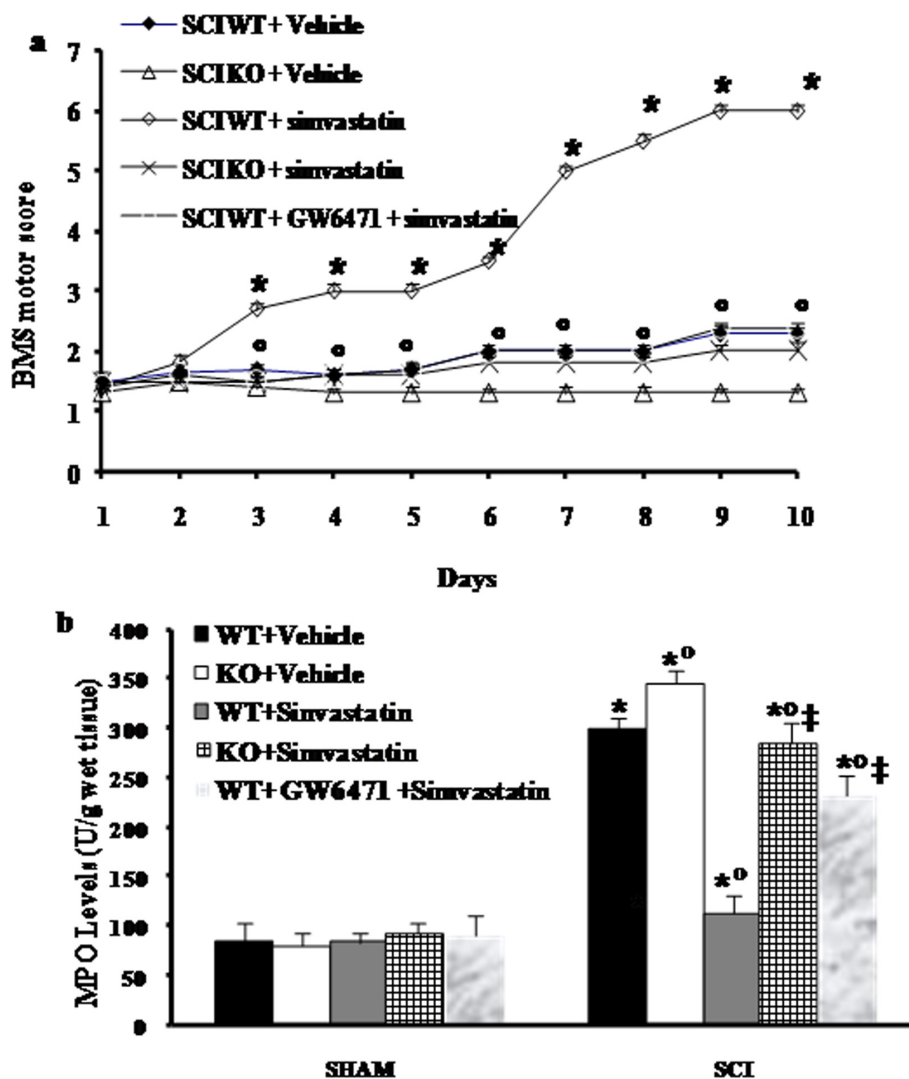 a
SCIWT + Vehicle
SCIKO + Vehicle
SCIWT + simvastatin
SCIKO + simvastatin
SCIWT + GW6471 + simvastatin
BMS motor score
7
6
5
4
3
2
1
0
* * * * * * * *
o o o o o o o o
1 2 3 4 5 6 7 8 9 10
Days
b
WT+Vehicle
KO+Vehicle
WT+Sinvastatin
KO+Simvastatin
WT+ GW6471 +Simvastatin
MPO Levels (U/g wet tissue)
400
350
300
250
200
150
100
50
0
*
*o
*o
*o‡
*o‡
SHAM
SCI